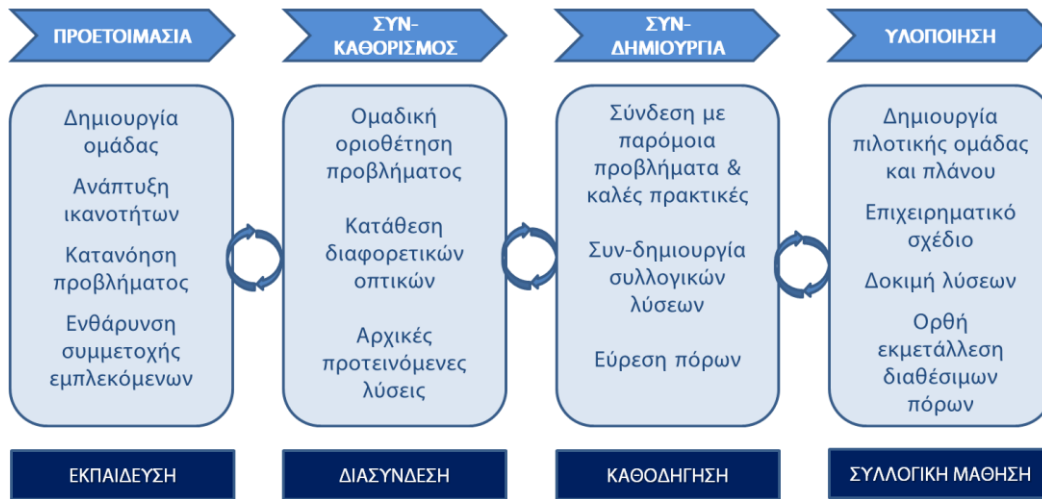 ΠΡΟΕΤΟΙΜΑΣΙΑ
Δημιουργία
ομάδας
Ανάπτυξη
ικανοτήτων
Κατανόηση
προβλήματος
Ενθάρυνση
συμμετοχής
εμπλεκόμενων
ΕΚΠΑΙΔΕΥΣΗ
ΣΥΝ-
ΚΑΘΟΡΙΣΜΟΣ
Ομαδική
οριοθέτηση
προβλήματος
Κατάθεση
διαφορετικών
οπτικών
Αρχικές
προτεινόμενες
λύσεις
ΔΙΑΣΥΝΔΕΣΗ
ΣΥΝ-
ΔΗΜΙΟΥΡΓΙΑ
Σύνδεση με
παρόμοια
προβλήματα &
καλές πρακτικές
Συν-δημιουργία
συλλογικών
λύσεων
Εύρεση πόρων
ΚΑΘΟΔΗΓΗΣΗ
ΥΛΟΠΟΙΗΣΗ
Δημιουργία
πιλοτικής ομάδας
και πλάνου
Επιχειρηματικό
σχέδιο
Δοκιμή λύσεων
Ορθή
εκμετάλλεση
διαθέσιμων
πόρων
ΣΥΛΛΟΓΙΚΗ ΜΑΘΗΣΗ